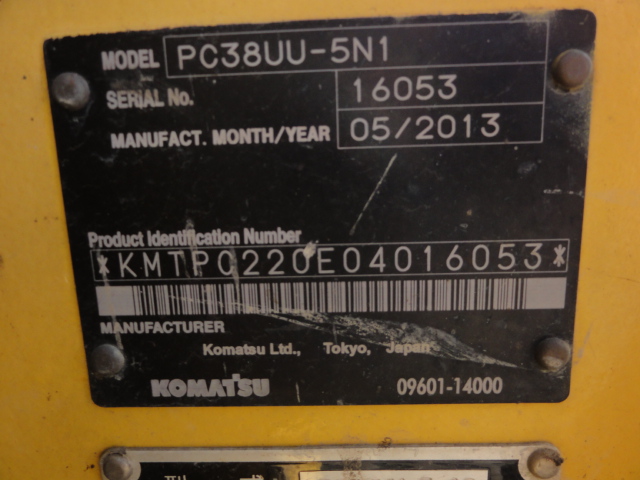 MODEL PC38UU-5N1
SERIAL No. 16053
MANUFACT. MONTH/YEAR 05/2013
Product Identification Number
*KMTPC220E04016053*
MANUFACTURER
Komatsu Ltd., Tokyo, Japan
KOMATSU 09601-14000